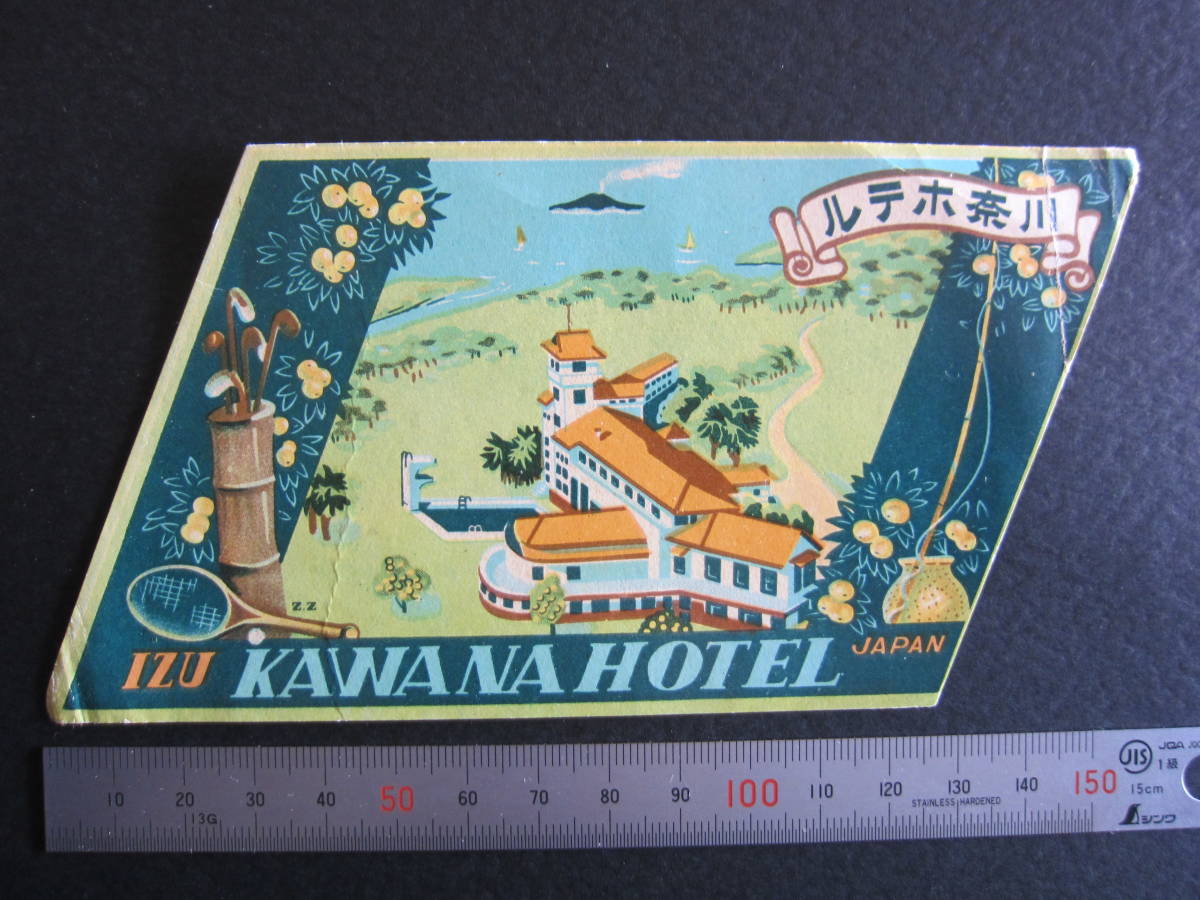 ルテホ奈川
Z.Z
IZU KAWANA HOTEL JAPAN
10 20 30 40 50 60 70 80 90 100 110 120 130 140 150
13G
STAINLESS HARDENED
15cm
JIS
JQA
1級
シンワ